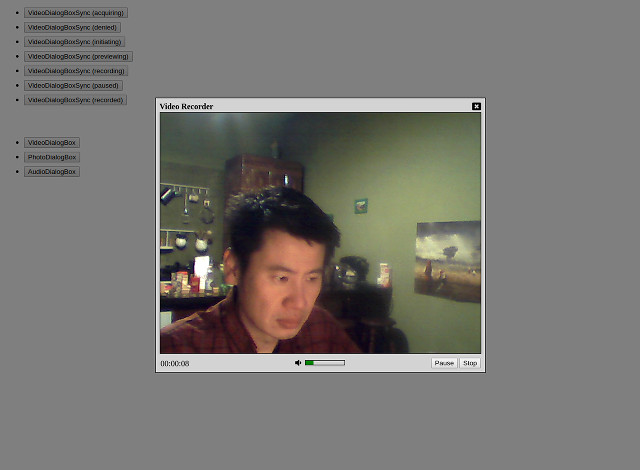 VideoDialogBoxSync (acquiring)
VideoDialogBoxSync (denied)
VideoDialogBoxSync (initiating)
VideoDialogBoxSync (previewing)
VideoDialogBoxSync (recording)
VideoDialogBoxSync (paused)
VideoDialogBoxSync (recorded)
VideoDialogBox
PhotoDialogBox
AudioDialogBox
Video Recorder
00:00:08
Pause
Stop